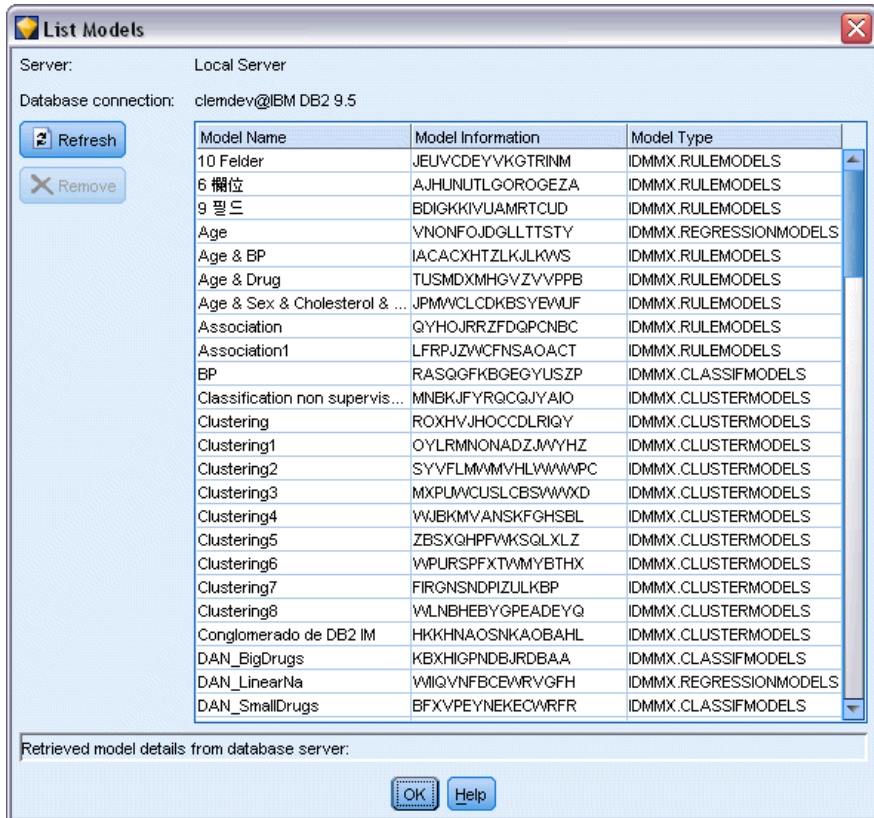 List Models
Server: Local Server
Database connection: clemdev@IBM DB2 9.5
Refresh
Remove
Model Name Model Information Model Type
10 Felder JEUVCDEYVKGTRINM IDMMX.RULEMODELS
6 欄位 AJHUNUTLGOROGEZA IDMMX.RULEMODELS
9 필드 BDIGKKIVUAMRTCUD IDMMX.RULEMODELS
Age VNONFOJDGLLTTSTY IDMMX.REGRESSIONMODELS
Age & BP IACACXHTZLKJLKWS IDMMX.RULEMODELS
Age & Drug TUSMDXMHGVZVVPPB IDMMX.RULEMODELS
Age & Sex & Cholesterol & ... JPMWCLCDKBSYEWUF IDMMX.RULEMODELS
Association QYHOJRRZFDQPCNBC IDMMX.RULEMODELS
Association1 LFRPJZWCFNSAOACT IDMMX.RULEMODELS
BP RASQGFKBGEGYUSZP IDMMX.CLASSIFMODELS
Classification non supervis... MNBKJFYRQCQJYAIO IDMMX.CLUSTERMODELS
Clustering ROXHVJHOCCDLRIQY IDMMX.CLUSTERMODELS
Clustering1 OYLRMNONADZJWYHZ IDMMX.CLUSTERMODELS
Clustering2 SYVFLMWMVHLWWWPC IDMMX.CLUSTERMODELS
Clustering3 MXPUWCUSLCBSWWXD IDMMX.CLUSTERMODELS
Clustering4 WJBKMVANSKFGHSBL IDMMX.CLUSTERMODELS
Clustering5 ZBSXQHPFWKSQLXLZ IDMMX.CLUSTERMODELS
Clustering6 WPURSPFXTWMYBTHX IDMMX.CLUSTERMODELS
Clustering7 FIRGNSNDPIZULKBP IDMMX.CLUSTERMODELS
Clustering8 WLNBHEBYGPEADEYQ IDMMX.CLUSTERMODELS
Conglomerado de DB2 IM HKKHNAOSNKAOBAHL IDMMX.CLUSTERMODELS
DAN_BigDrugs KBXHIGPNDBJRDBAA IDMMX.CLASSIFMODELS
DAN_LinearNa WIIQVNFBCEWRVGFH IDMMX.REGRESSIONMODELS
DAN_SmallDrugs BFXVPEYNEKECWRFR IDMMX.CLASSIFMODELS
Retrieved model details from database server:
OK Help